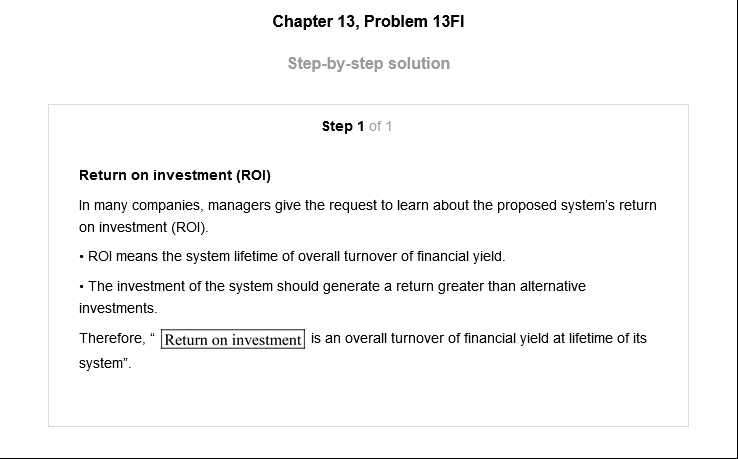 Chapter 13, Problem 13FI
Step-by-step solution
Step 1 of 1
Return on investment (ROI)
In many companies, managers give the request to learn about the proposed system's return
on investment (ROI).
• ROI means the system lifetime of overall turnover of financial yield.
• The investment of the system should generate a return greater than alternative
investments.
Therefore, “ Return on investment is an overall turnover of financial yield at lifetime of its
system”.